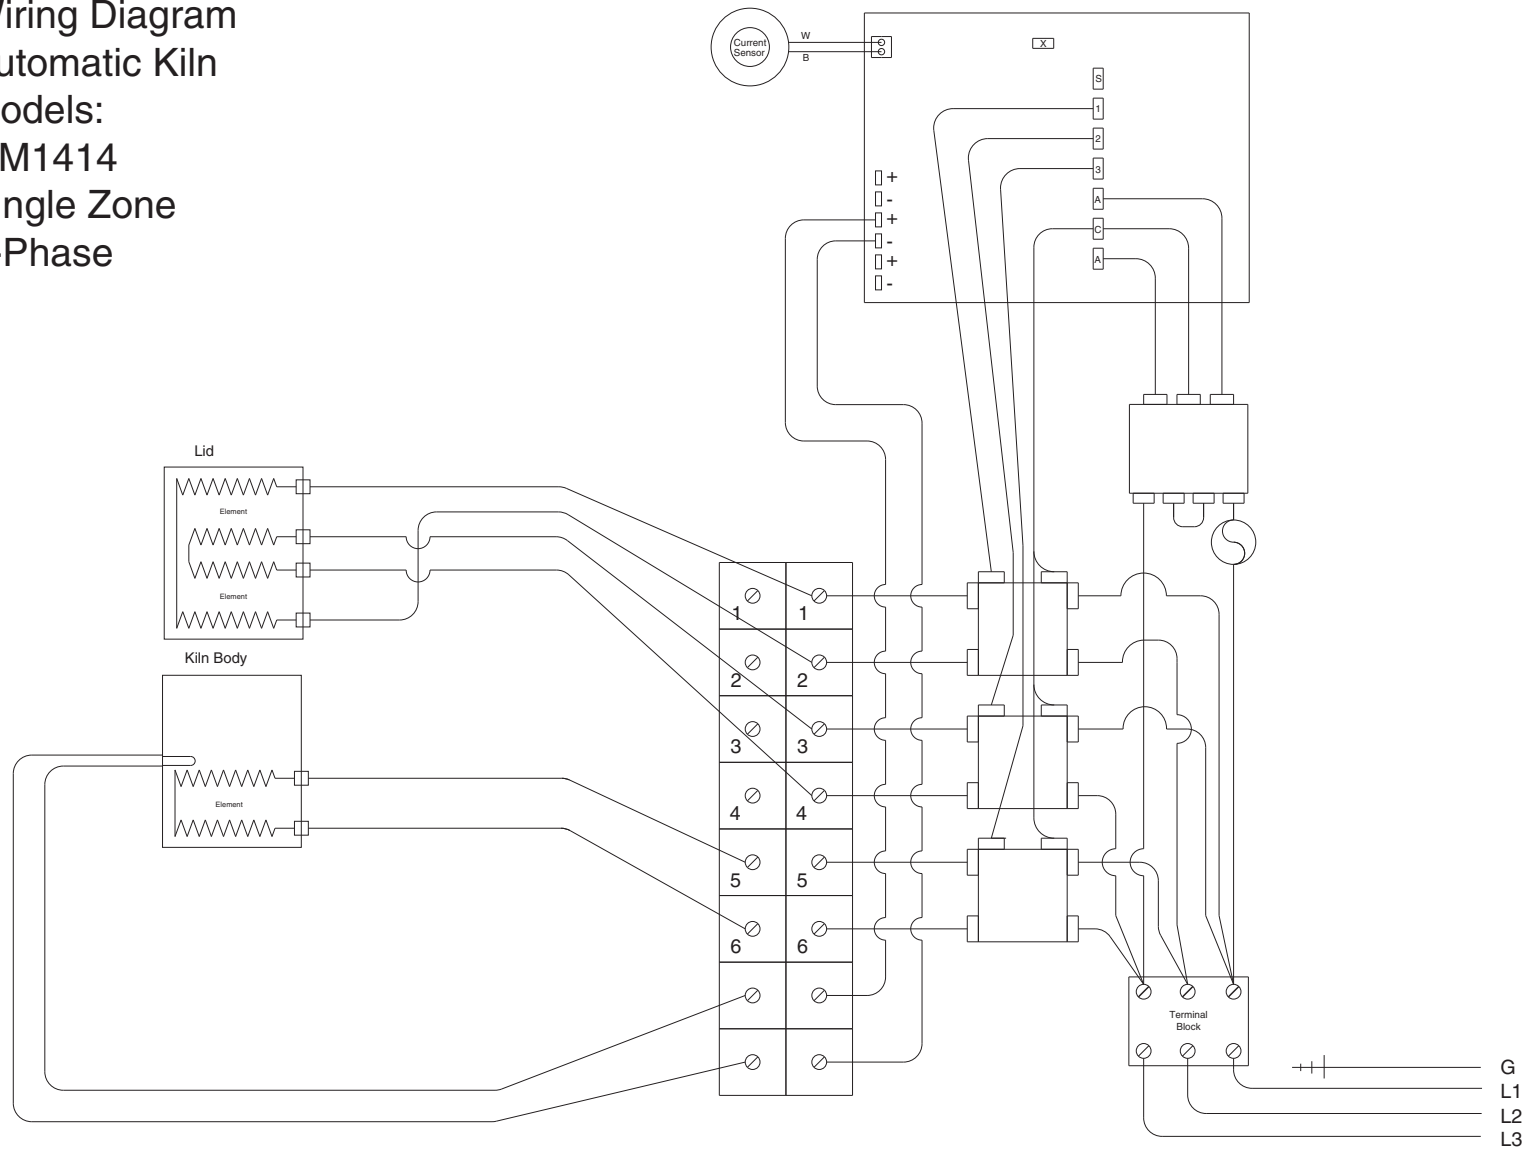 iring Diagram
utomatic Kiln
odels:
M1414
ngle Zone
-Phase
Current
Sensor
W
B
X
S
1
2
3
A
C
A
+
-
+
-
+
-
Lid
Element
Element
Kiln Body
Element
1 1
2 2
3 3
4 4
5 5
6 6
Terminal
Block
G
L1
L2
L3